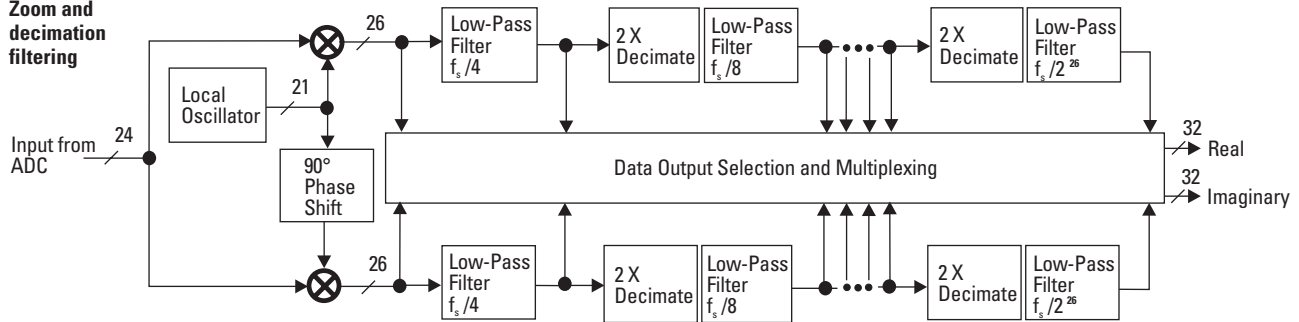 Zoom and
decimation
filtering
26
Low-Pass
Filter
fs/4
2 X
Decimate
Low-Pass
Filter
fs/8
2 X
Decimate
Low-Pass
Filter
fs/2 26
Local
Oscillator
21
Input from
ADC
24
90°
Phase
Shift
Data Output Selection and Multiplexing
32
Real
32
Imaginary
26
Low-Pass
Filter
fs/4
2 X
Decimate
Low-Pass
Filter
fs/8
2 X
Decimate
Low-Pass
Filter
fs/2 26